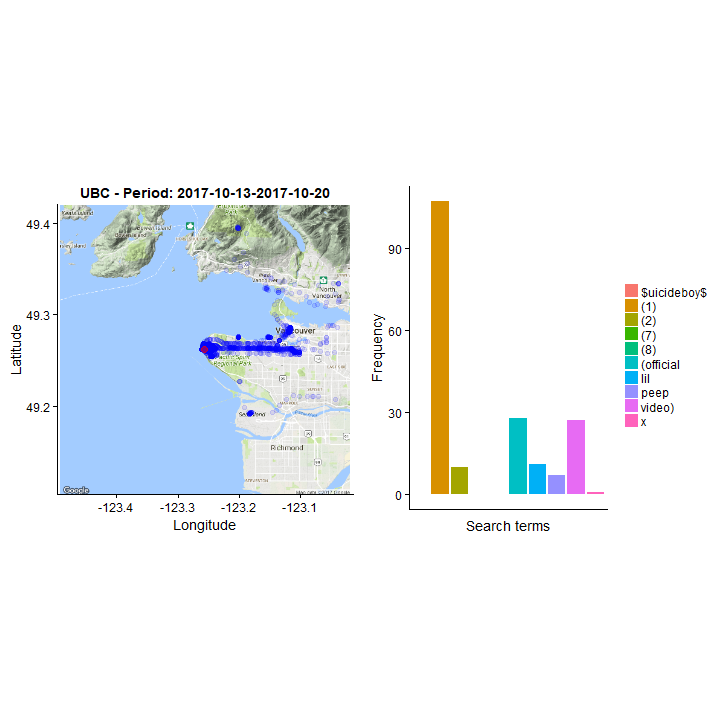 UBC - Period: 2017-10-13-2017-10-20
49.4
49.3
49.2
Latitude
-123.4
-123.3
-123.2
-123.1
Longitude
North
Vancouver
Vancouver
Regional Park
Richmond
Google
Frequency
90
60
30
0
Search terms
$uicideboy$
(1)
(2)
(7)
(8)
(official
lil
peep
video)
x